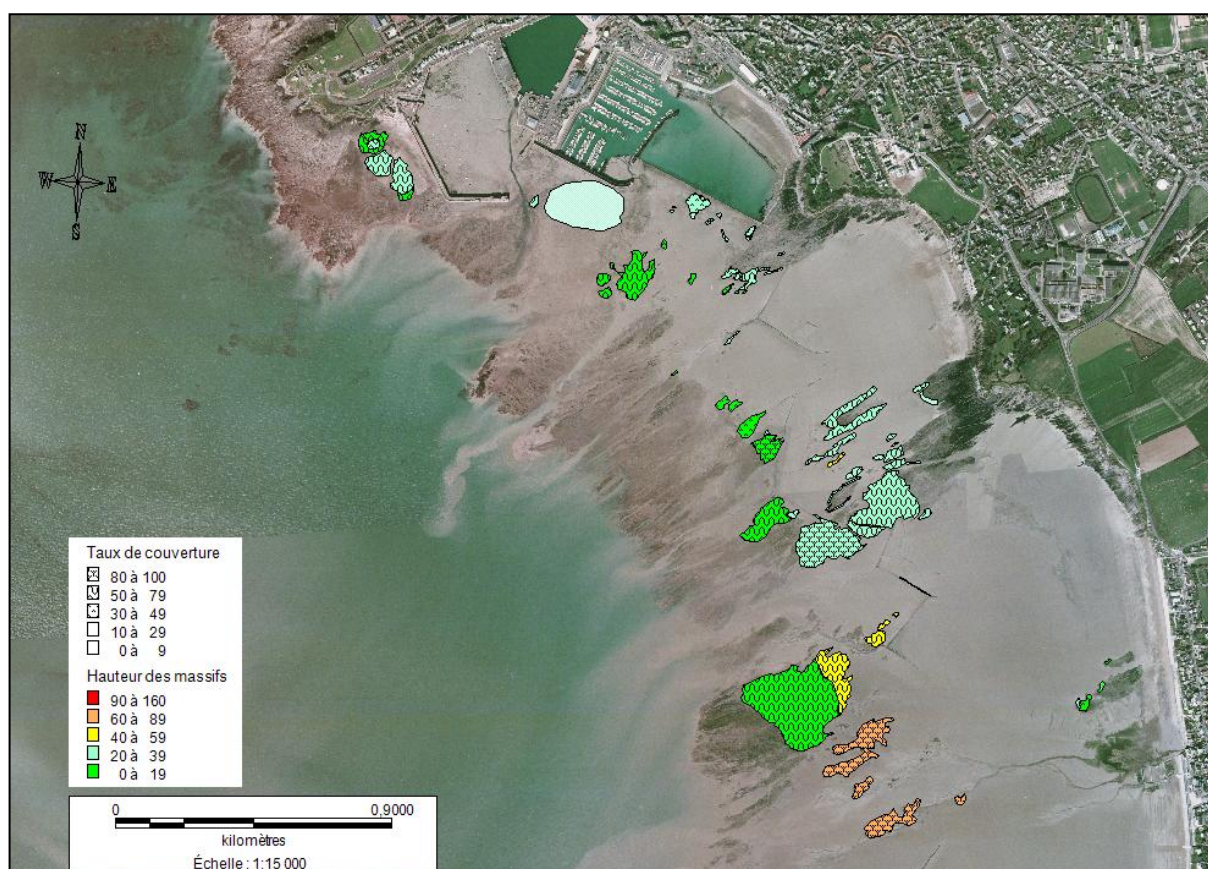 N
W E
S
Taux de couverture
80 à 100
50 à 79
30 à 49
10 à 29
0 à 9
Hauteur des massifs
90 à 160
60 à 89
40 à 59
20 à 39
0 à 19
0 0,9000
kilomètres
Échelle : 1:15 000